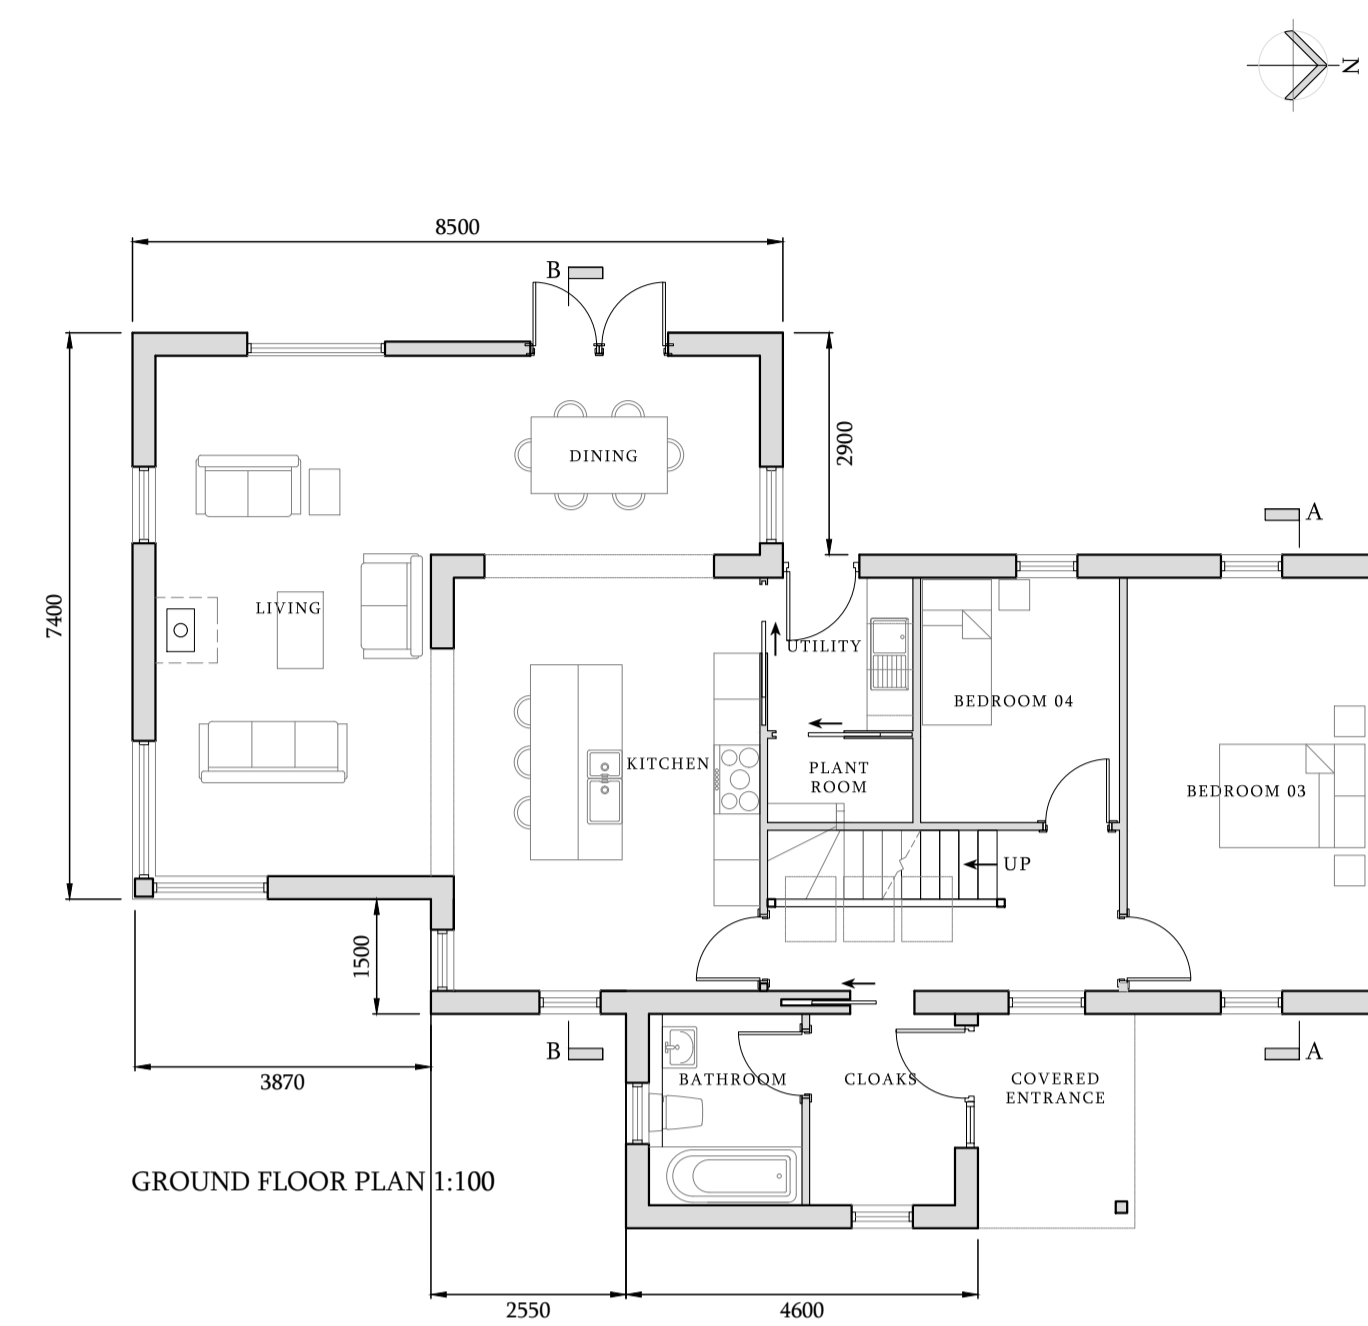 N
8500
B
2900
DINING
A
7400
LIVING
UTILITY
BEDROOM 04
KITCHEN
PLANT
ROOM
BEDROOM 03
UP
1500
B
A
3870
BATHROOM
CLOAKS
COVERED
ENTRANCE
GROUND FLOOR PLAN 1:100
2550
4600